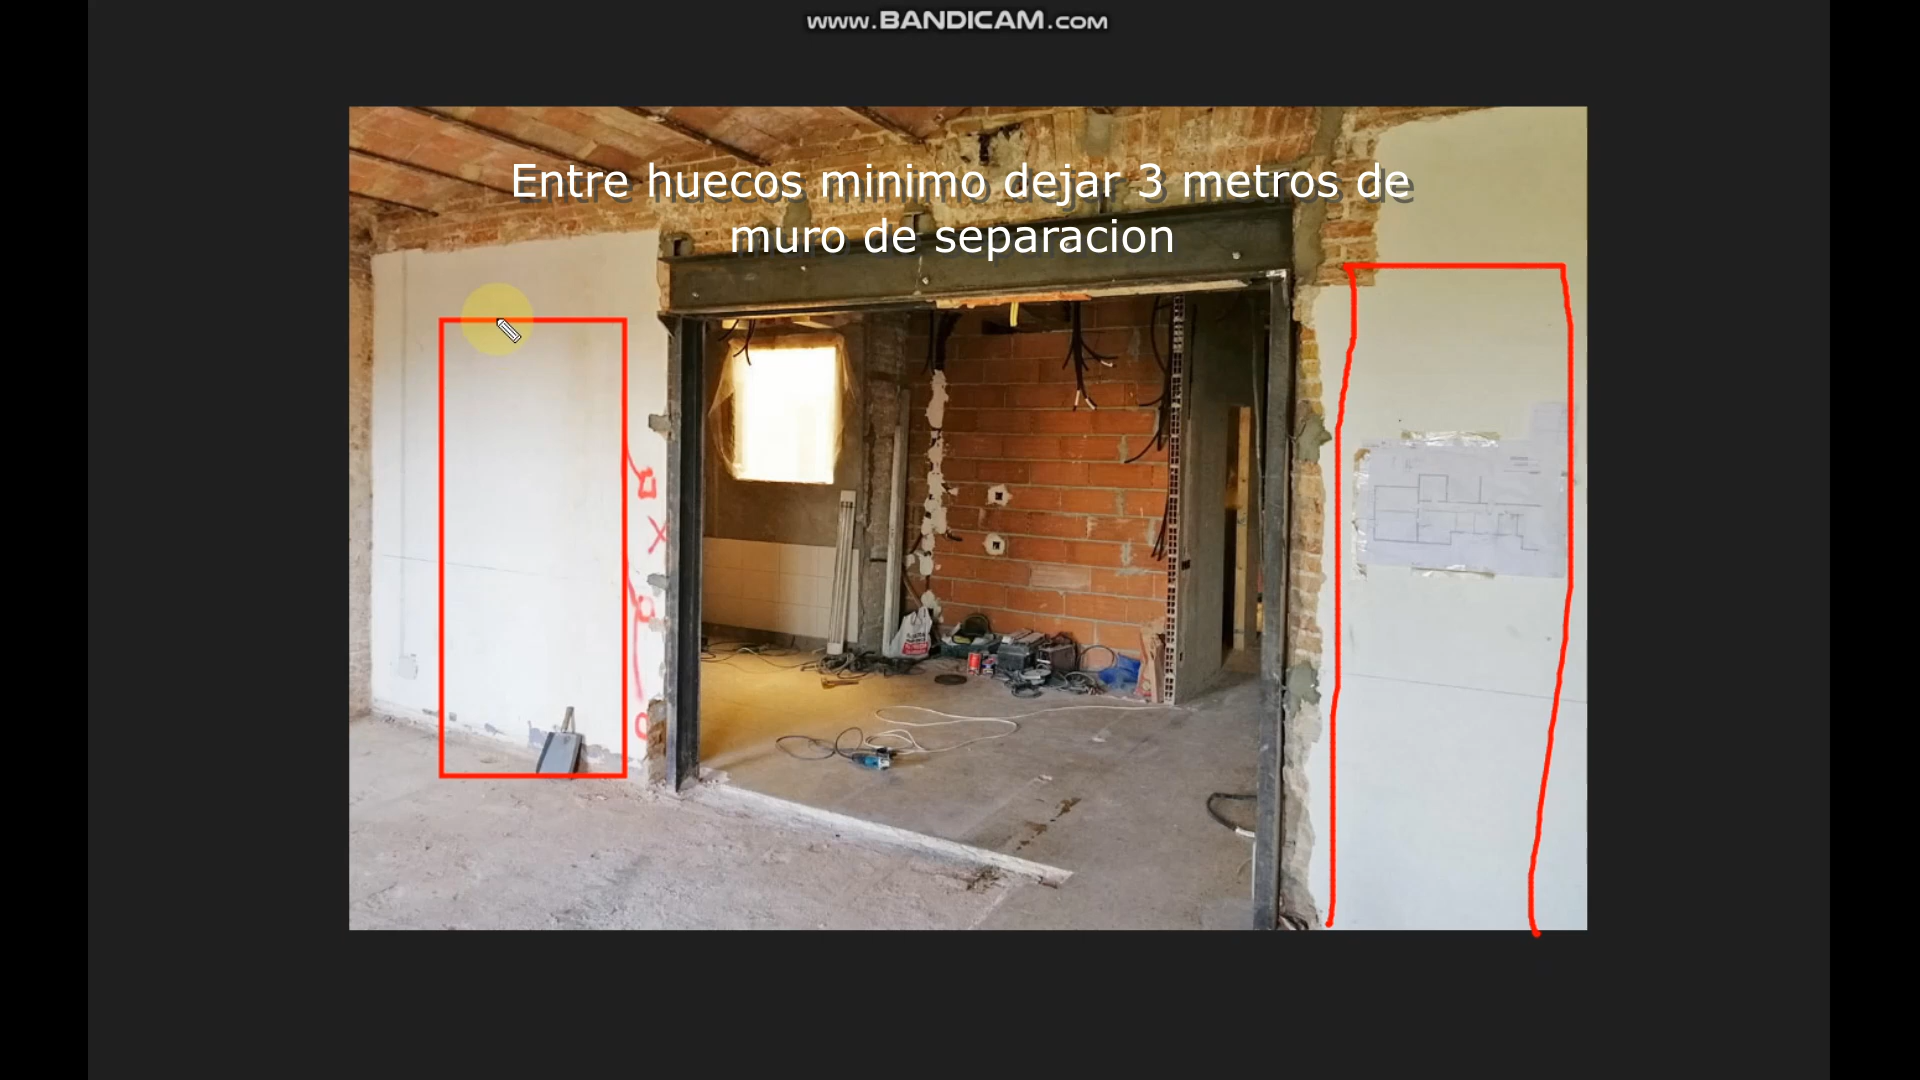 www.BANDICAM.com
Entre huecos minimo dejar 3 metros de
muro de separacion